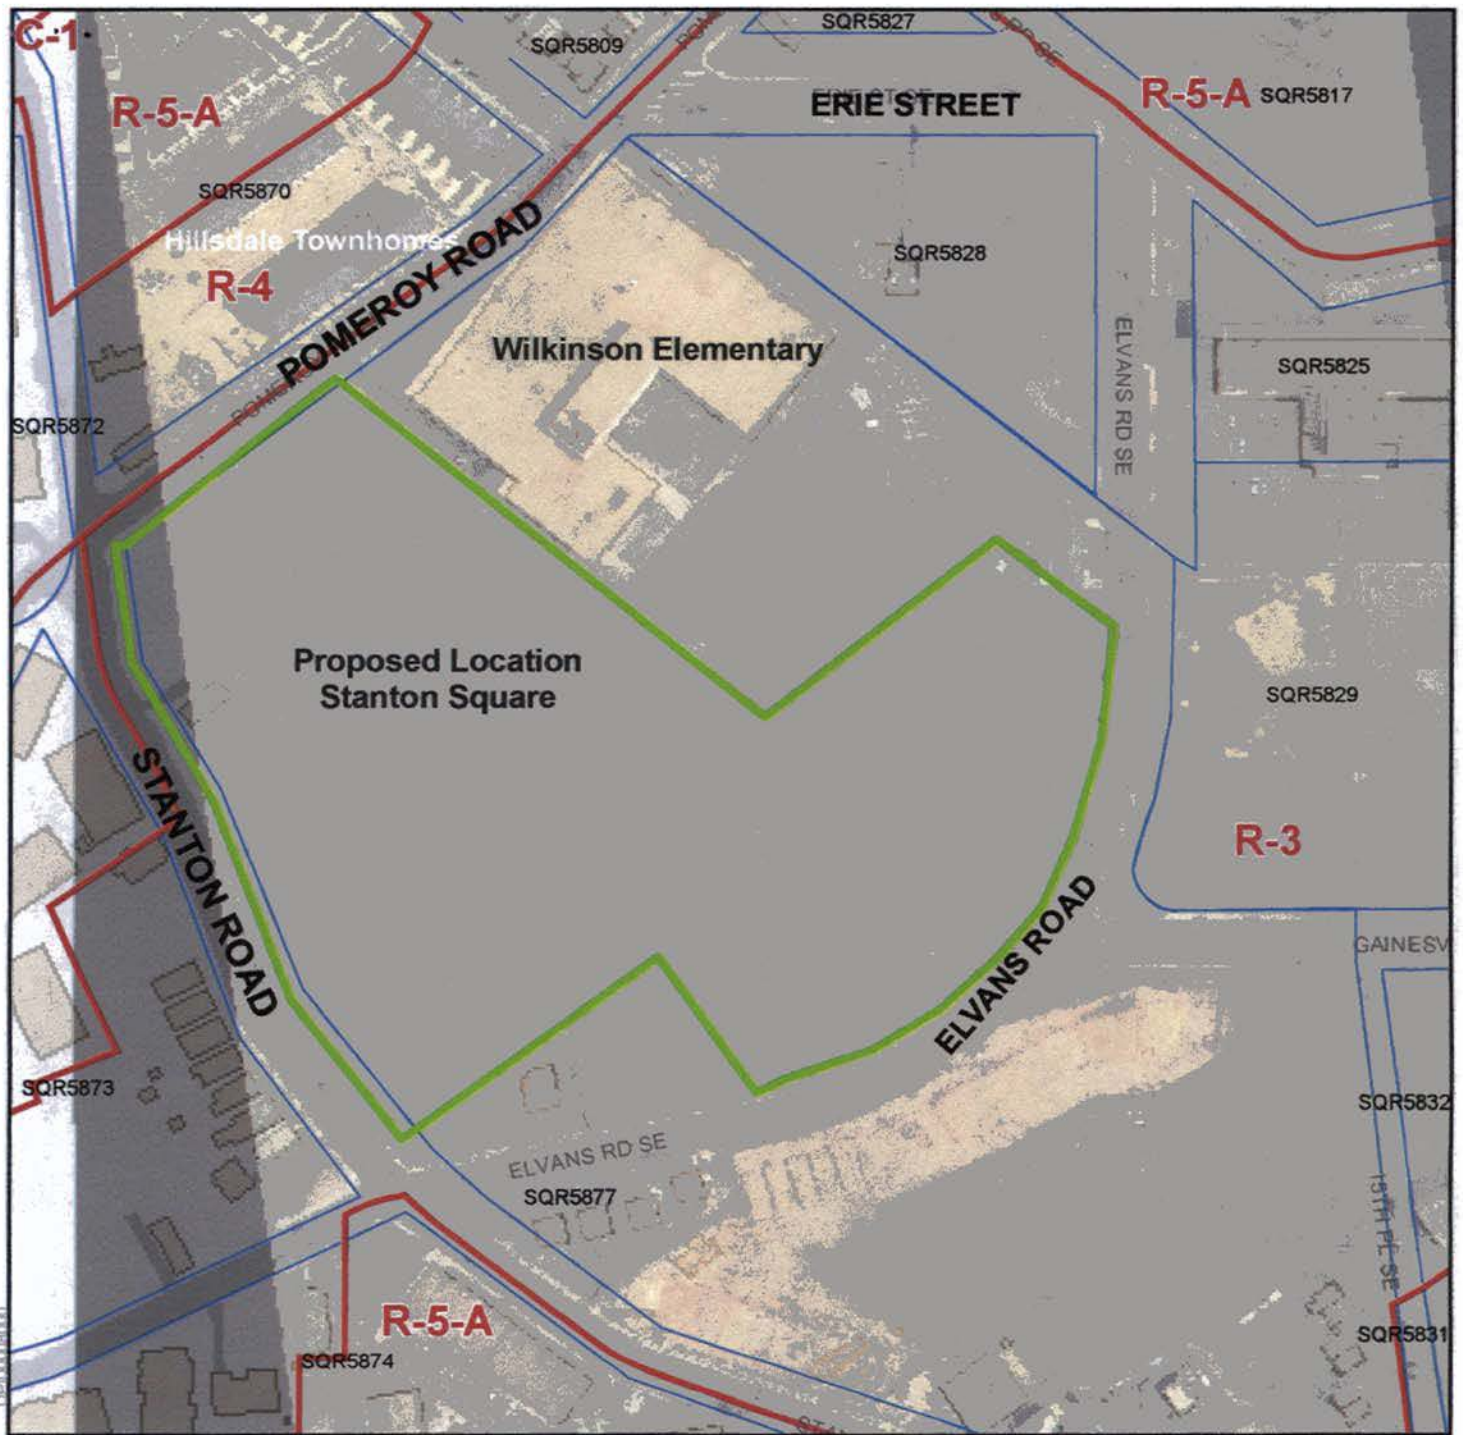 C-1
SQR5809
SQR5827
R-5-A
R-5-A
SQR5817
ERIE STREET
SQR5870
Hillsdale Townhomes
R-4
POMEROY ROAD
SQR5828
Wilkinson Elementary
ELVANS RD SE
SQR5825
SQR5872
Proposed Location
Stanton Square
SQR5829
STANTON ROAD
R-3
ELVANS ROAD
GAINESV
SQR5873
SQR5832
ELVANS RD SE
SQR5877
15TH PL SE
R-5-A
SQR5831
SQR5874
STAN